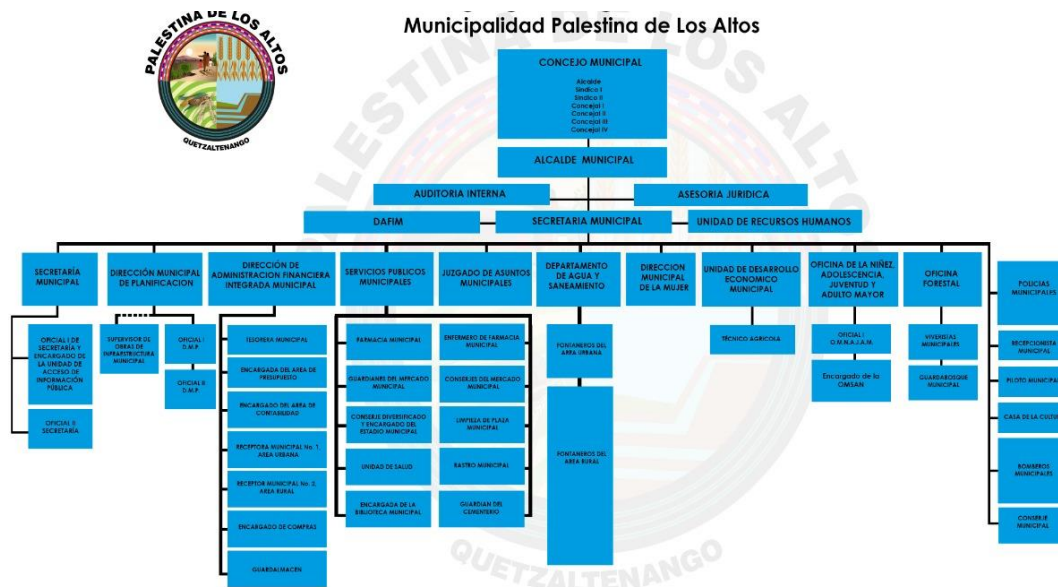 PALESTINA DE LOS ALTOS
QUETZALTENANGO
Municipalidad Palestina de Los Altos
CONCEJO MUNICIPAL
Alcalde
Sindico I
Sindico II
Concejal I
Concejal II
Concejal III
Concejal IV
ALCALDE MUNICIPAL
AUDITORIA INTERNA
ASESORIA JURIDICA
DAFIM
SECRETARIA MUNICIPAL
UNIDAD DE RECURSOS HUMANOS
SECRETARÍA
MUNICIPAL
DIRECCIÓN MUNICIPAL
DE PLANIFICACION
DIRECCIÓN DE
ADMINISTRACION FINANCIERA
INTEGRADA MUNICIPAL
SERVICIOS PUBLICOS
MUNICIPALES
JUZGADO DE ASUNTOS
MUNICIPALES
DEPARTAMENTO
DE AGUA Y
SANEAMIENTO
DIRECCION
MUNICIPAL
DE LA MUJER
UNIDAD DE DESARROLLO
ECONOMICO
MUNICIPAL
OFICINA DE LA NIÑEZ,
ADOLESCENCIA,
JUVENTUD Y
ADULTO MAYOR
OFICINA
FORESTAL
POLICIAS
MUNICIPALES
OFICIAL I DE
SECRETARÍA Y
ENCARGADO DE
LA UNIDAD DE
ACCESO DE
INFORMACIÓN
PÚBLICA
OFICIAL II
SECRETARÍA
SUPERVISOR DE
OBRAS DE
INFRAESTRUCTURA
MUNICIPAL
OFICIAL I
D.M.P
OFICIAL II
D.M.P.
TESORERA MUNICIPAL
ENCARGADA DEL AREA DE
PRESUPUESTO
ENCARGADO DEL AREA DE
CONTABILIDAD
RECEPTORA MUNICIPAL No. 1,
AREA URBANA
RECEPTOR MUNICIPAL No. 2,
AREA RURAL
ENCARGADO DE COMPRAS
GUARDALMACEN
FARMACIA MUNICIPAL
GUARDIANES DEL MERCADO
MUNICIPAL
CONSERJE DIVERSIFICADO
Y ENCARGADO DEL
ESTADIO MUNICIPAL
UNIDAD DE SALUD
ENCARGADA DE LA
BIBLIOTECA MUNICIPAL
ENFERMERO DE FARMACIA
MUNICIPAL
CONSERJES DEL MERCADO
MUNICIPAL
LIMPIEZA DE PLAZA
MUNICIPAL
RASTRO MUNICIPAL
GUARDIAN DEL
CEMENTERIO
FONTANEROS DEL
AREA URBANA
FONTANEROS DEL
AREA RURAL
TÉCNICO AGRICOLA
OFICIAL I
O.M.N.A.J.A.M.
Encargado de la
OMSAN
VIVERISTAS
MUNICIPALES
GUARDABOSQUE
MUNICIPAL
RECEPCIONISTA
MUNICIPAL
PILOTO MUNICIPAL
CASA DE LA CULTUR
BOMBEROS
MUNICIPALES
CONSERJE
MUNICIPAL
PALESTINA DE LOS ALTOS
QUETZALTENANGO